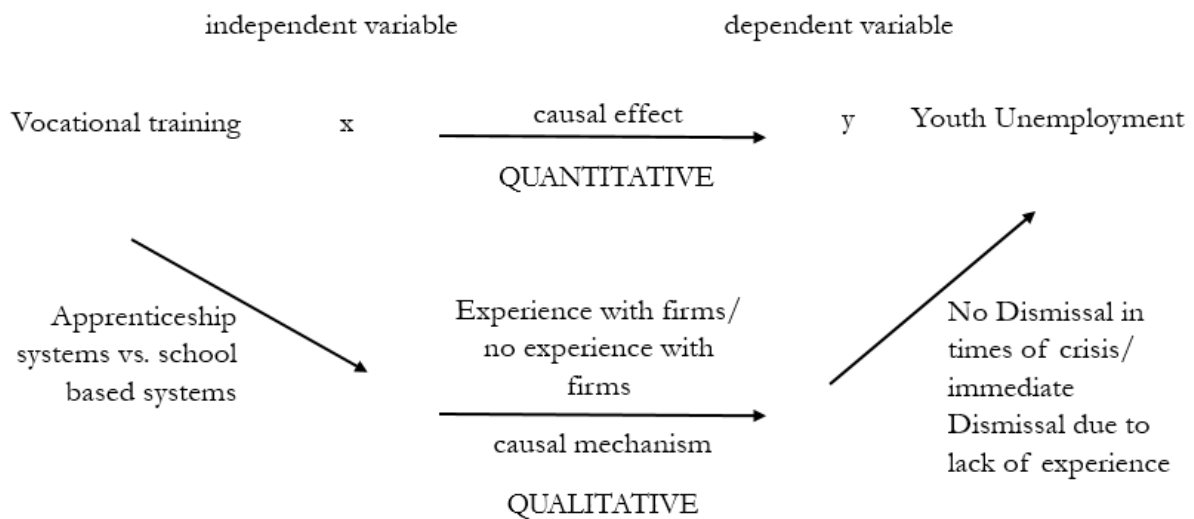 independent variable
dependent variable
Vocational training
x
causal effect
y
Youth Unemployment
QUANTITATIVE
Apprenticeship
systems vs. school
based systems
Experience with firms/
no experience with
firms
causal mechanism
QUALITATIVE
No Dismissal in
times of crisis/
immediate
Dismissal due to
lack of experience